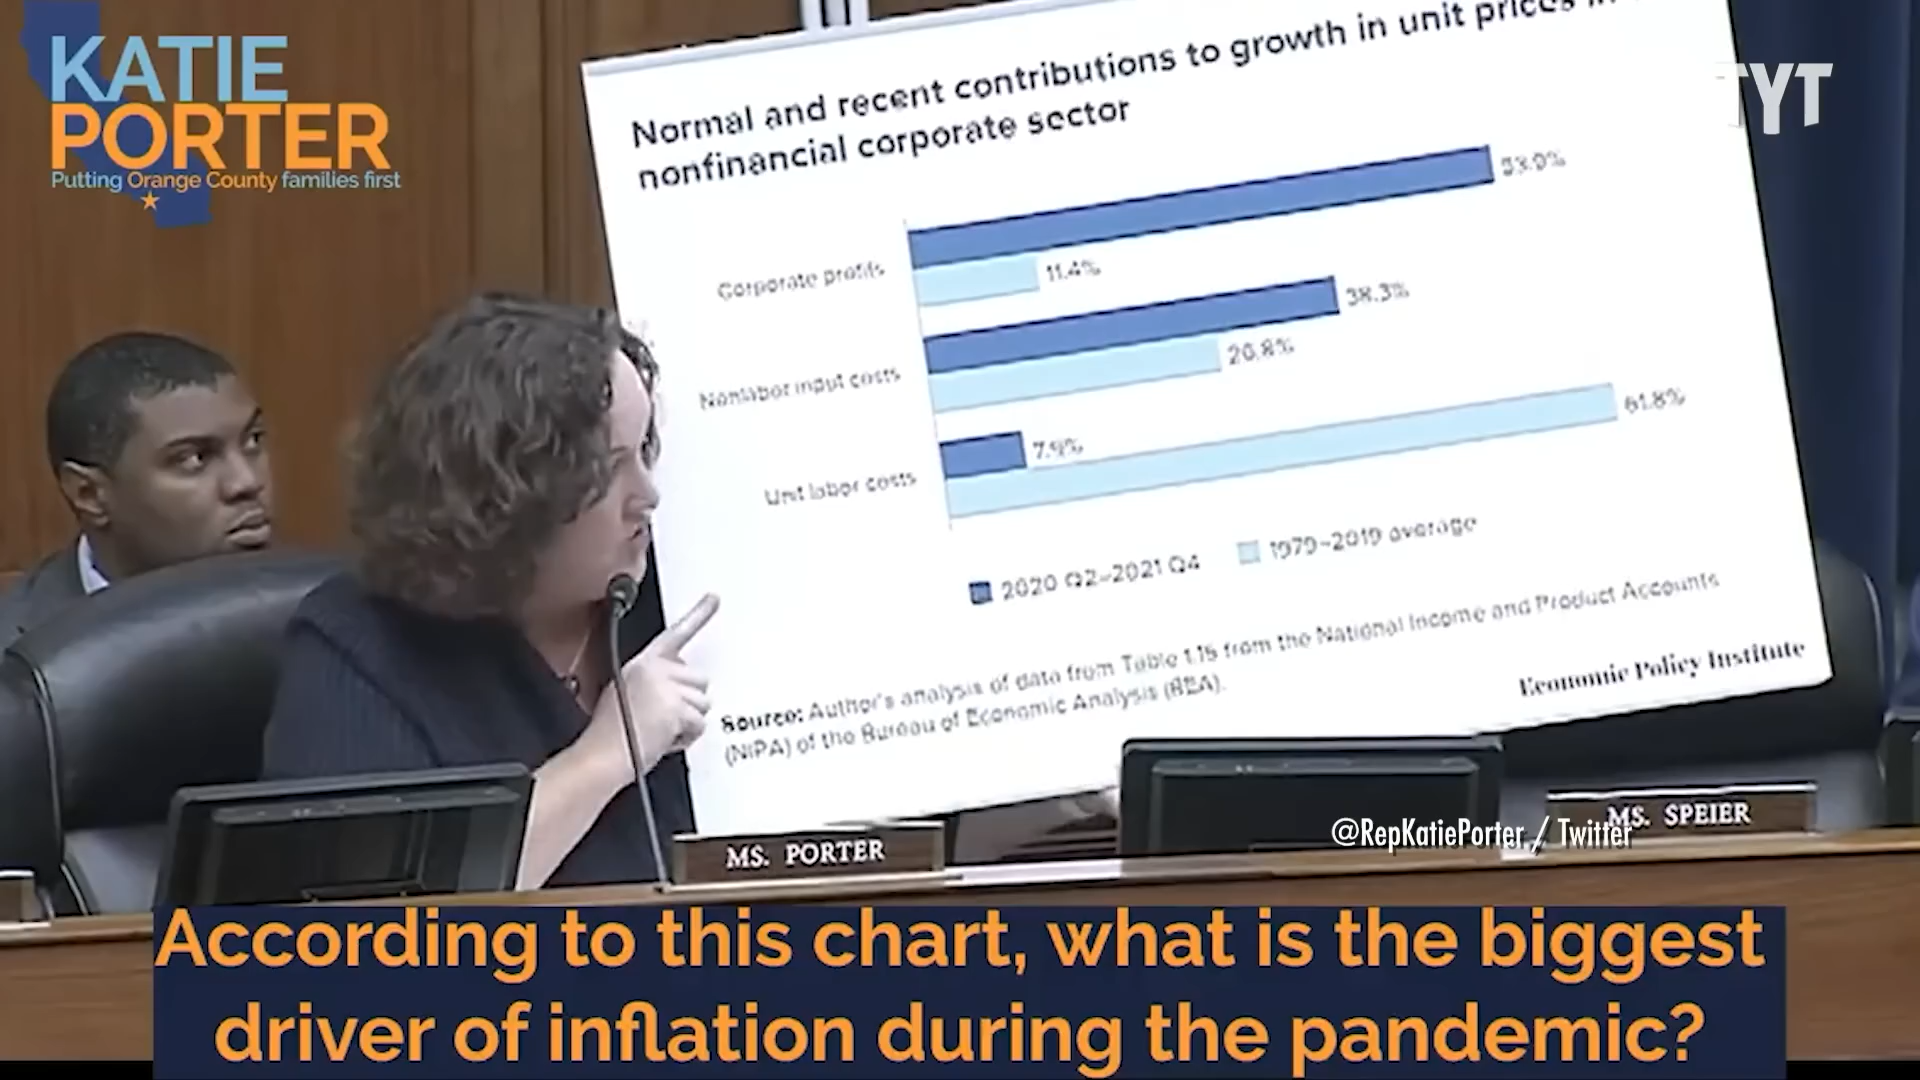 KATIE
PORTER
Putting Orange County families first
TYT
Normal and recent contributions to growth in unit prices in
nonfinancial corporate sector
Corporate profits
11.4%
Nonlabor input costs
38.3%
26.8%
Unit labor costs
7.9%
61.8%
2020 Q2–2021 Q4
1979–2019 average
Source: Author's analysis of data from Table 1.15 from the National Income and Product Accounts
(NIPA) of the Bureau of Economic Analysis (BEA).
Economic Policy Institute
MS. PORTER
MS. SPEIER
@RepKatiePorter / Twitter
According to this chart, what is the biggest
driver of inflation during the pandemic?